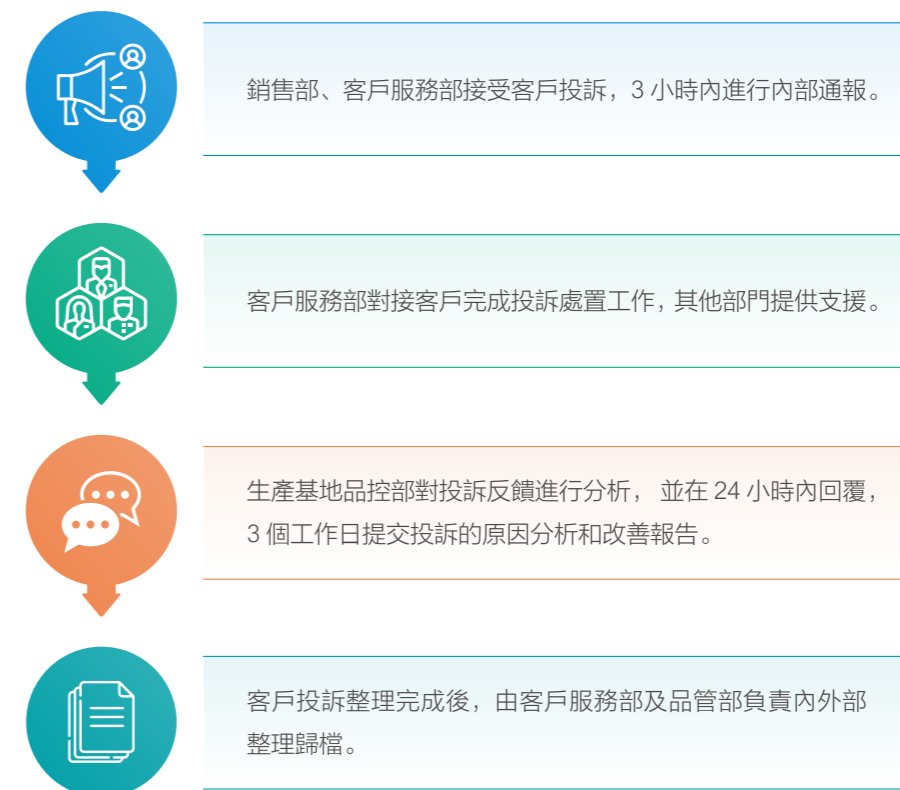 銷售部、客戶服務部接受客戶投訴，3 小時內進行內部通報。
客戶服務部對接客戶完成投訴處置工作，其他部門提供支援。
生產基地品控部對投訴反饋進行分析， 並在 24 小時內回覆，
3 個工作日提交投訴的原因分析和改善報告。
客戶投訴整理完成後，由客戶服務部及品管部負責內外部
整理歸檔。